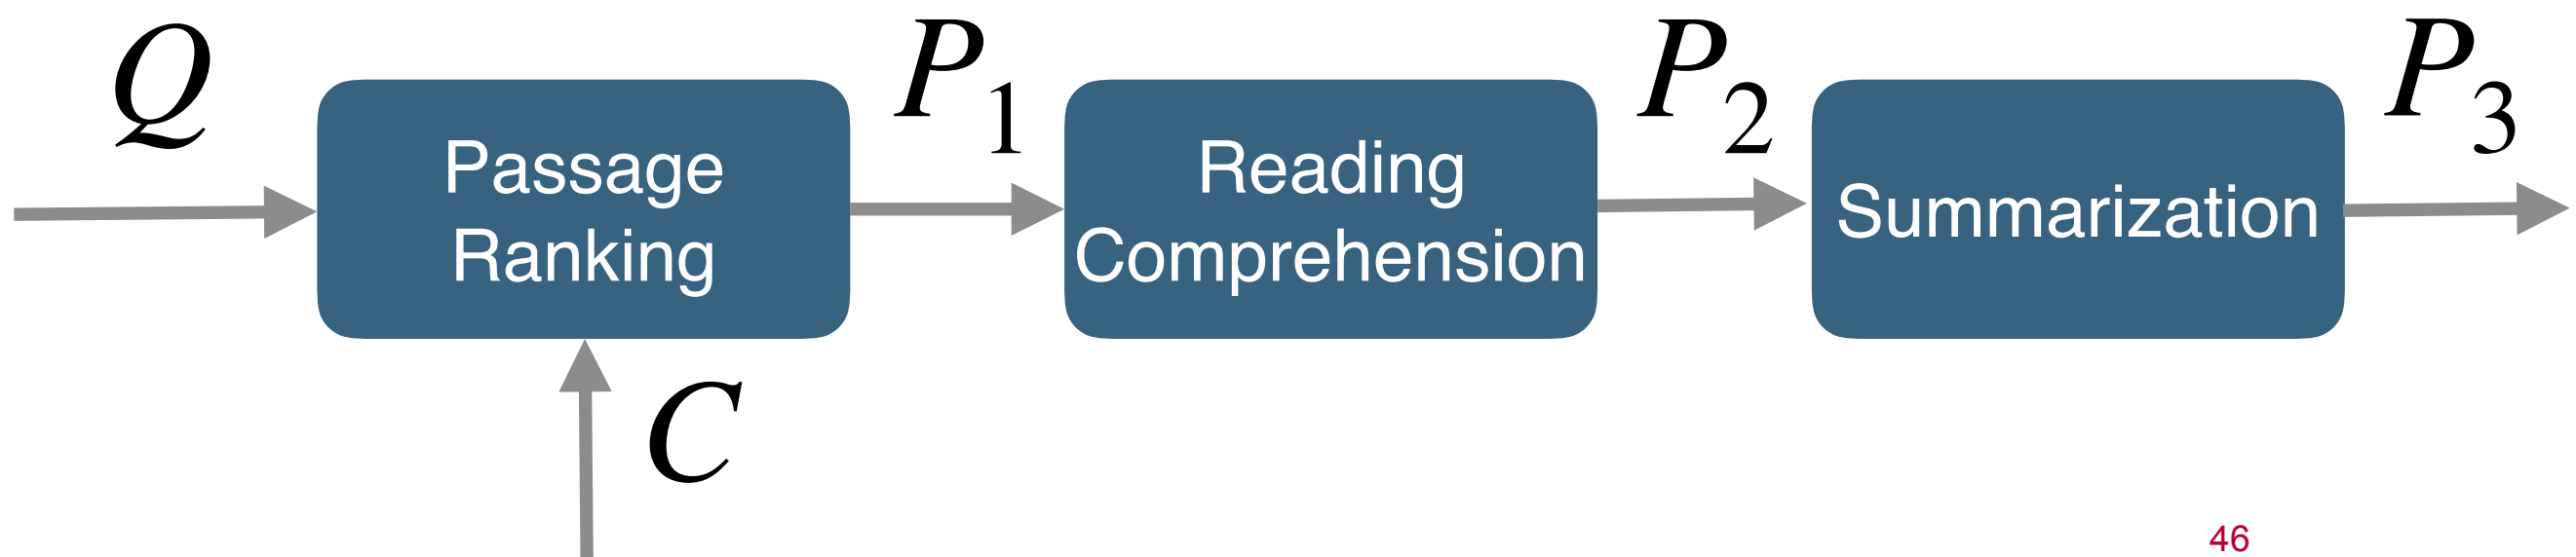 Q
P1
P2
P3
Passage
Ranking
Reading
Comprehension
Summarization
C
46